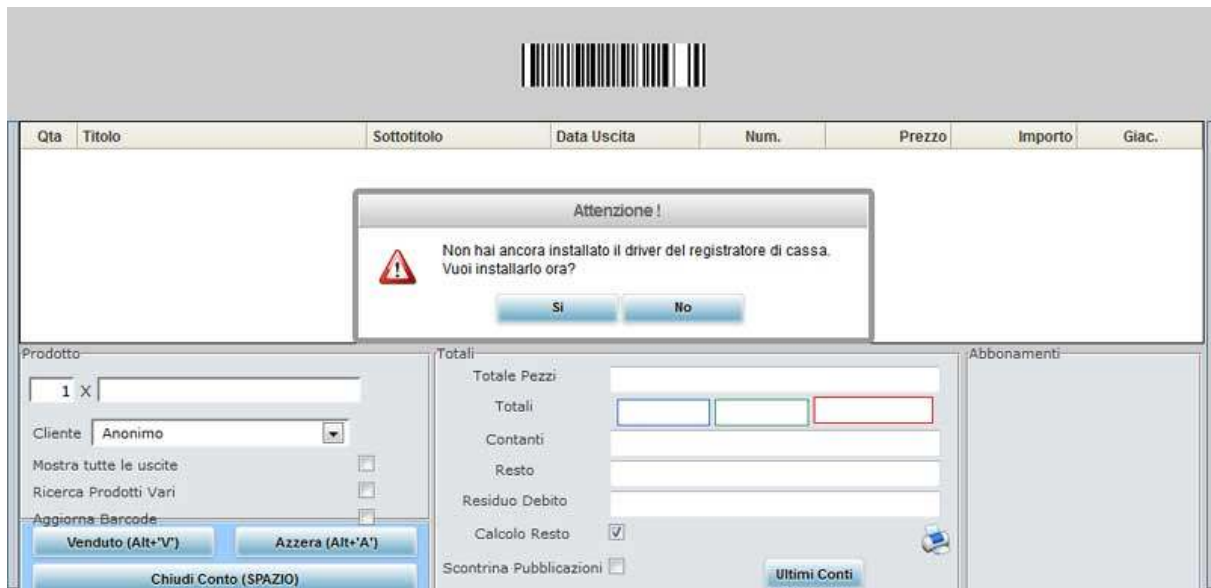 Qta Titolo Sottotitolo Data Uscita Num. Prezzo Importo Giac.
Attenzione !
Non hai ancora installato il driver del registratore di cassa.
Vuoi installarlo ora?
Si No
Prodotto
1 X
Cliente Anonimo
Mostra tutte le uscite
Ricerca Prodotti Vari
Aggiorna Barcode
Venduto (Alt+'V') Azzera (Alt+'A')
Chiudi Conto (SPAZIO)
Totali
Totale Pezzi
Totali
Contanti
Resto
Residuo Debito
Calcolo Resto
Scontrina Pubblicazioni
Ultimi Conti
Abbonamenti